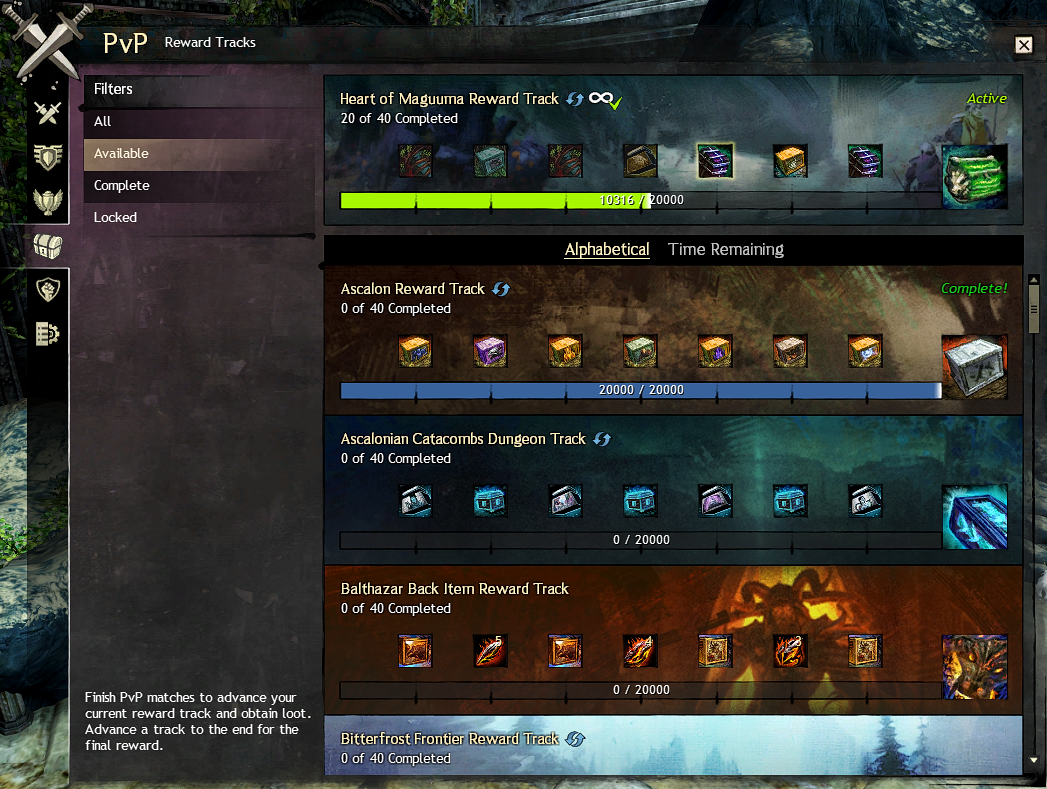 PvP Reward Tracks
Filters
All
Available
Complete
Locked
Finish PvP matches to advance your
current reward track and obtain loot.
Advance a track to the end for the
final reward.
Heart of Maguuma Reward Track
Active
20 of 40 Completed
10316 / 20000
Alphabetical Time Remaining
Ascalon Reward Track
Complete!
0 of 40 Completed
20000 / 20000
Ascalonian Catacombs Dungeon Track
0 of 40 Completed
0 / 20000
Balthazar Back Item Reward Track
0 of 40 Completed
5 4 3
0 / 20000
Bitterfrost Frontier Reward Track
0 of 40 Completed